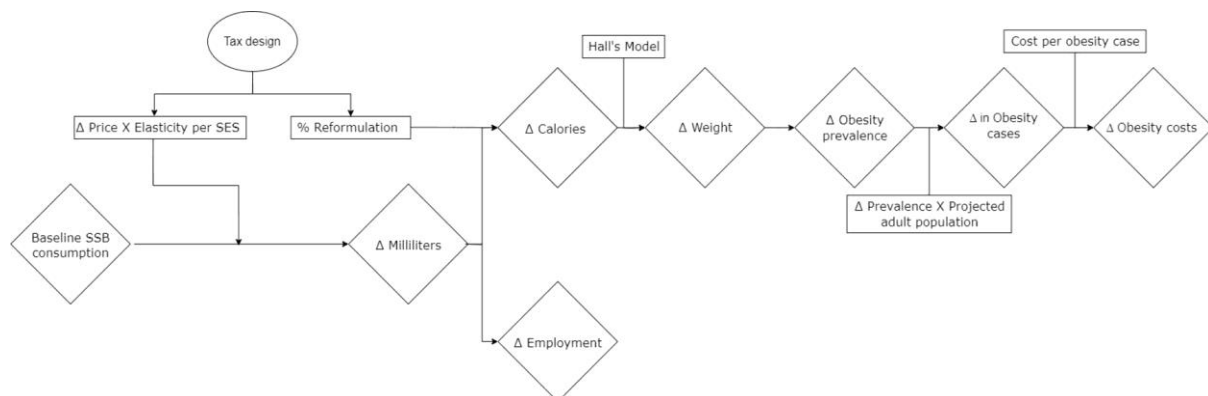 Tax design
Hall's Model
Cost per obesity case
Δ Price X Elasticity per SES
% Reformulation
Δ Calories
Δ Weight
Δ Obesity
prevalence
Δ in Obesity
cases
Δ Obesity costs
Δ Prevalence X Projected
adult population
Baseline SSB
consumption
Δ Milliliters
Δ Employment